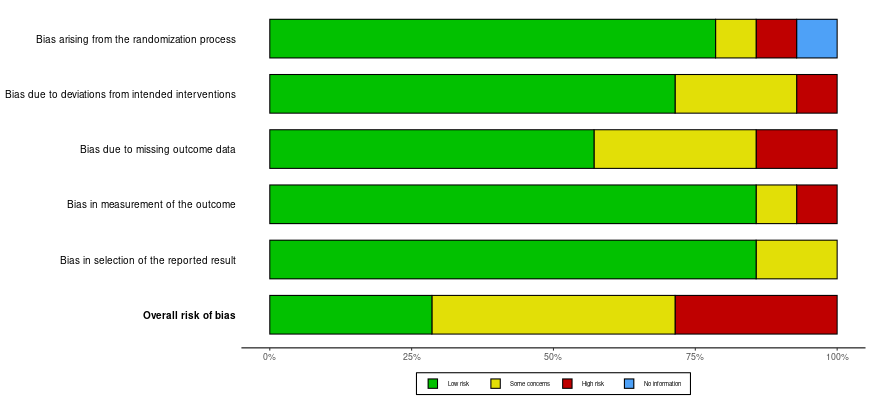 Bias arising from the randomization process
Bias due to deviations from intended interventions
Bias due to missing outcome data
Bias in measurement of the outcome
Bias in selection of the reported result
Overall risk of bias
0% 25% 50% 75% 100%
Low risk Some concerns High risk No information